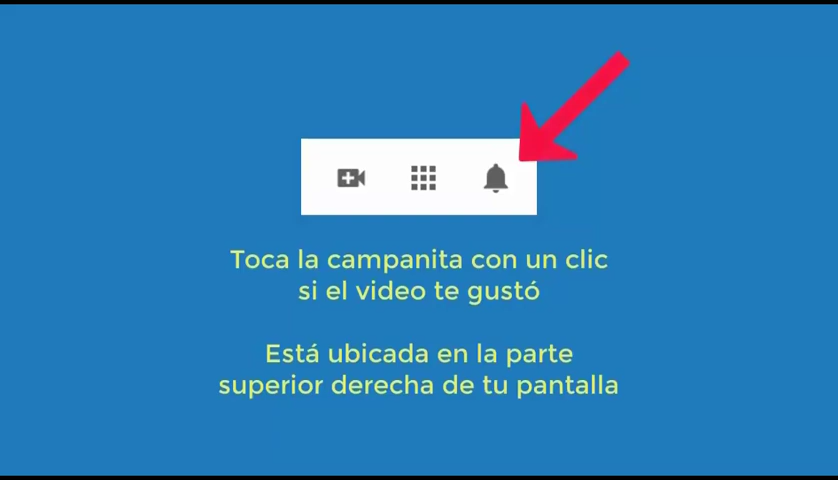 Toca la campanita con un clic
si el video te gustó
Está ubicada en la parte
superior derecha de tu pantalla